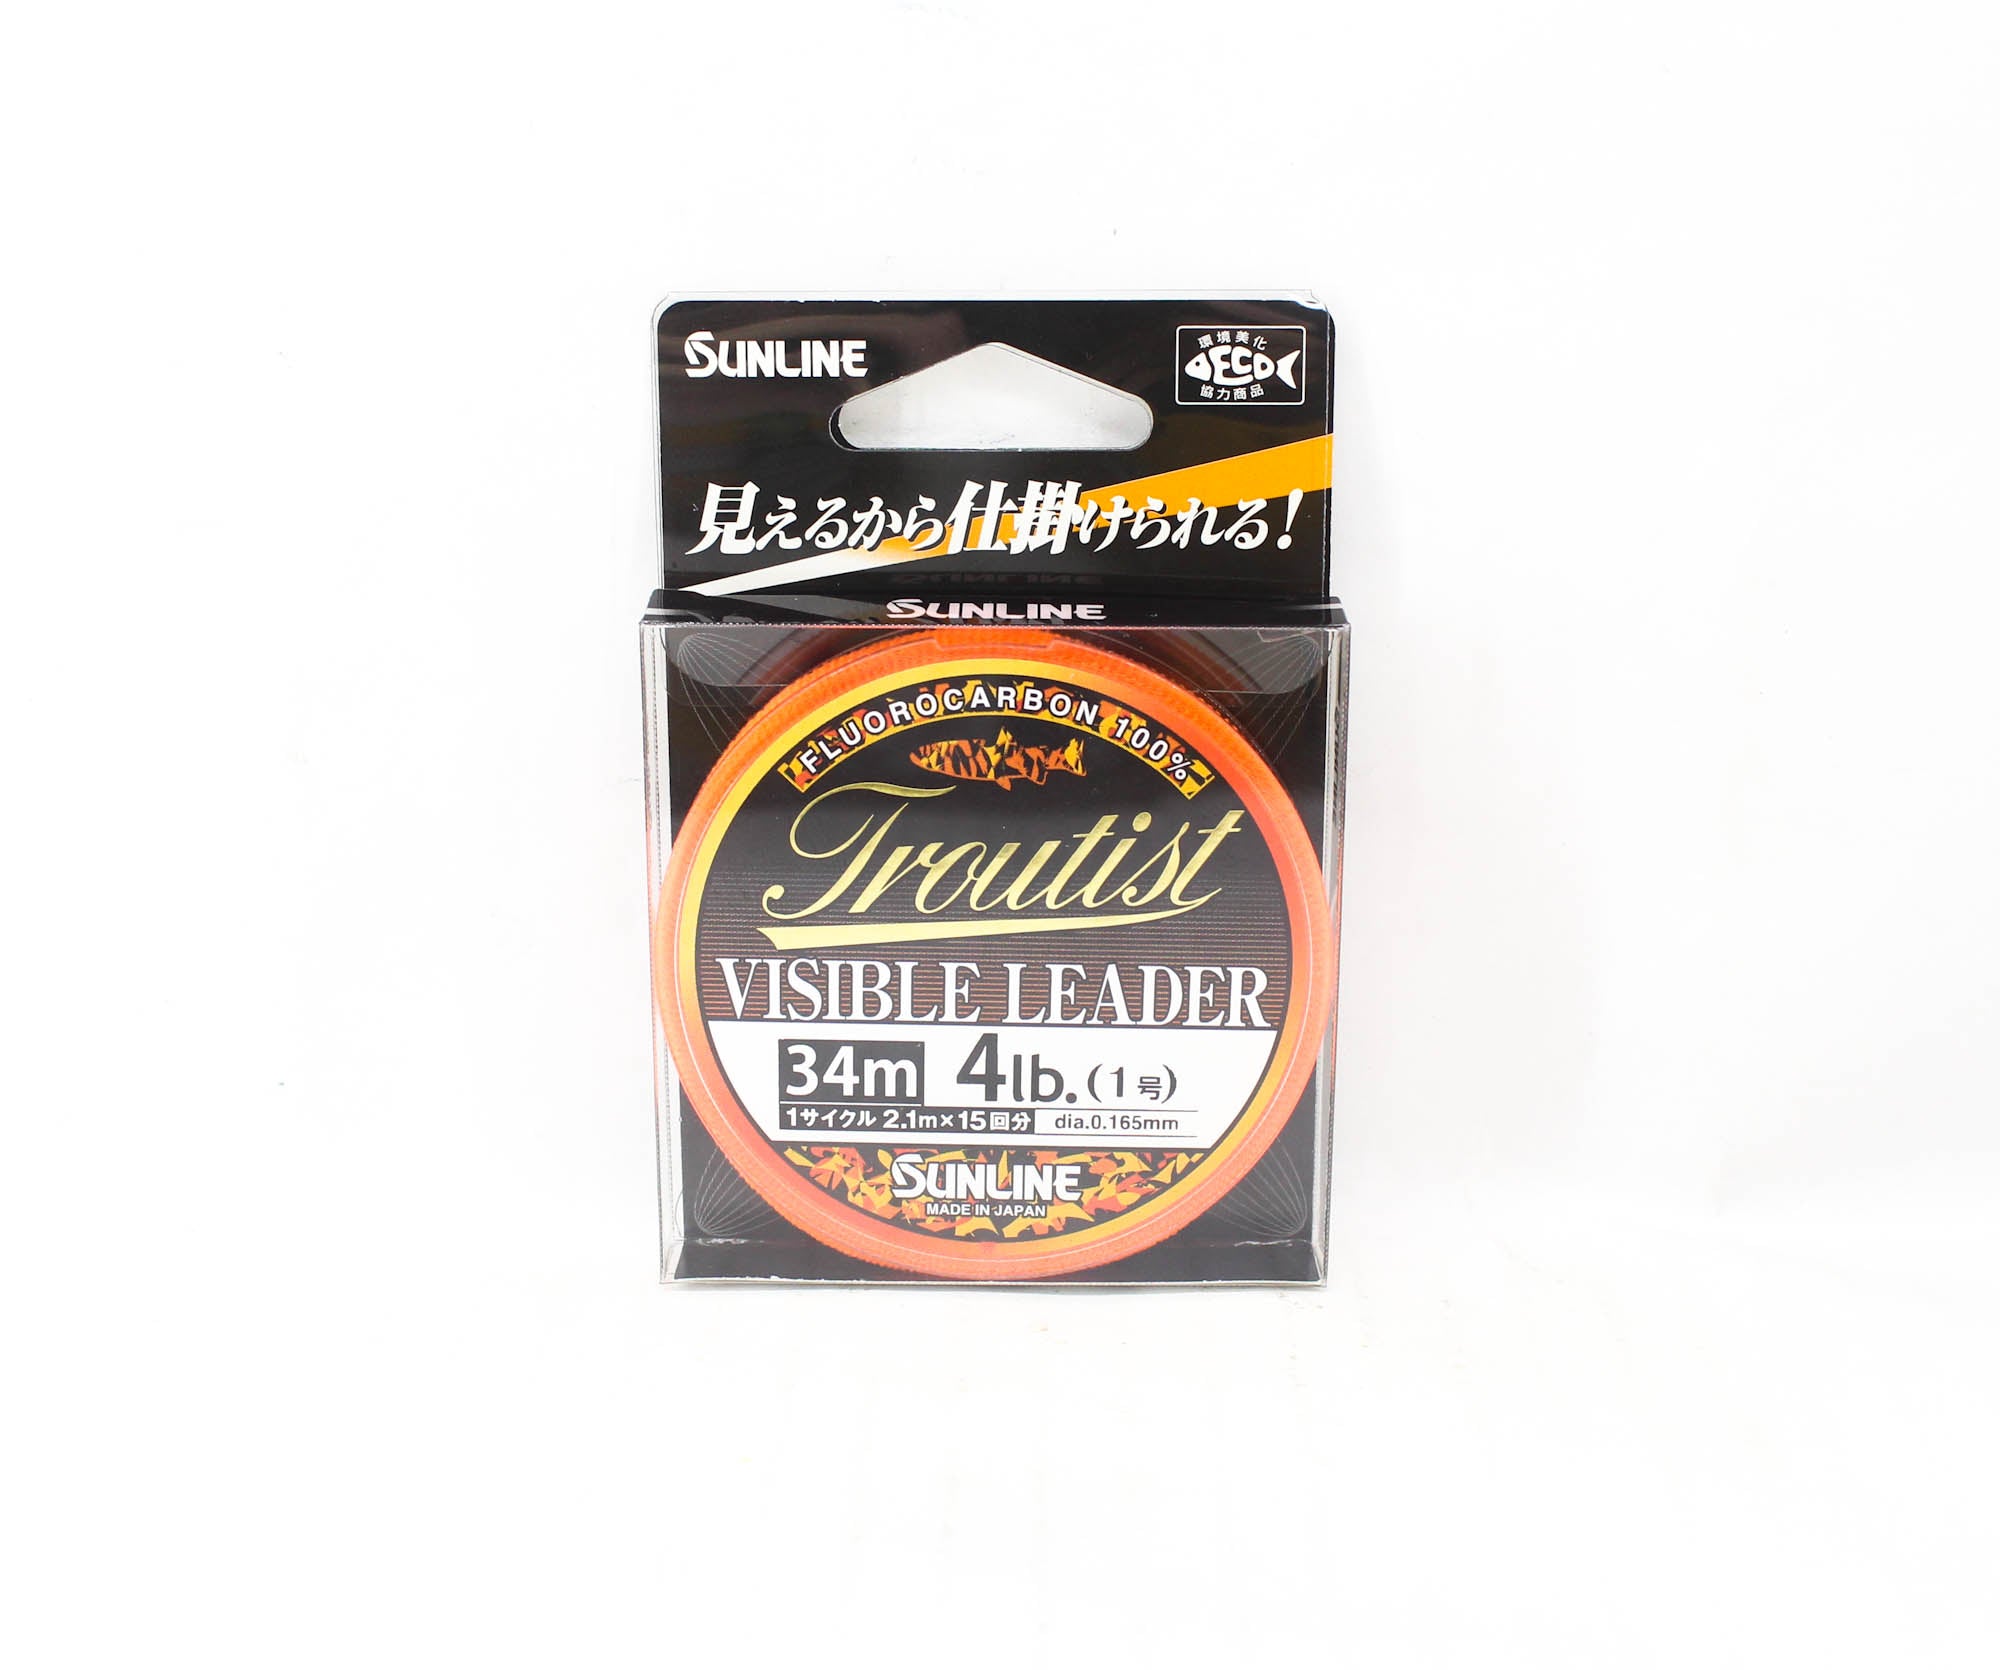 SUNLINE
環境美化
ECO
協力商品
見えるから仕掛けられる!
SUNLINE
FLUOROCARBON 100%
Troutist
VISIBLE LEADER
34m 4lb.(1号)
1サイクル 2.1m×15回分 dia.0.165mm
SUNLINE
MADE IN JAPAN